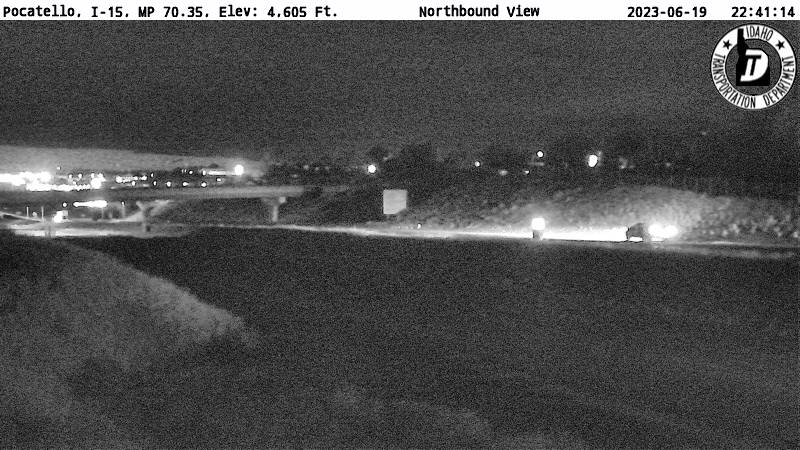 Pocatello, I-15, MP 70.35, Elev: 4,605 Ft. Northbound View 2023-06-19 22:41:14
IDAHO
TRANSPORTATION DEPARTMENT